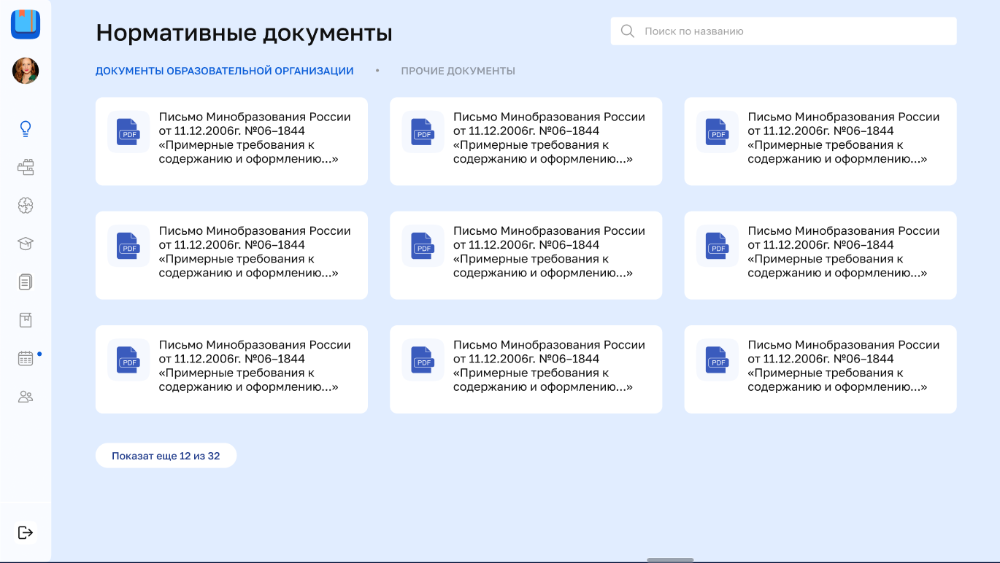 Нормативные документы
Поиск по названию
ДОКУМЕНТЫ ОБРАЗОВАТЕЛЬНОЙ ОРГАНИЗАЦИИ • ПРОЧИЕ ДОКУМЕНТЫ
PDF
Письмо Минобразования России
от 11.12.2006г. №06–1844
«Примерные требования к
содержанию и оформлению...»
PDF
Письмо Минобразования России
от 11.12.2006г. №06–1844
«Примерные требования к
содержанию и оформлению...»
PDF
Письмо Минобразования России
от 11.12.2006г. №06–1844
«Примерные требования к
содержанию и оформлению...»
PDF
Письмо Минобразования России
от 11.12.2006г. №06–1844
«Примерные требования к
содержанию и оформлению...»
PDF
Письмо Минобразования России
от 11.12.2006г. №06–1844
«Примерные требования к
содержанию и оформлению...»
PDF
Письмо Минобразования России
от 11.12.2006г. №06–1844
«Примерные требования к
содержанию и оформлению...»
PDF
Письмо Минобразования России
от 11.12.2006г. №06–1844
«Примерные требования к
содержанию и оформлению...»
PDF
Письмо Минобразования России
от 11.12.2006г. №06–1844
«Примерные требования к
содержанию и оформлению...»
PDF
Письмо Минобразования России
от 11.12.2006г. №06–1844
«Примерные требования к
содержанию и оформлению...»
Показат еще 12 из 32